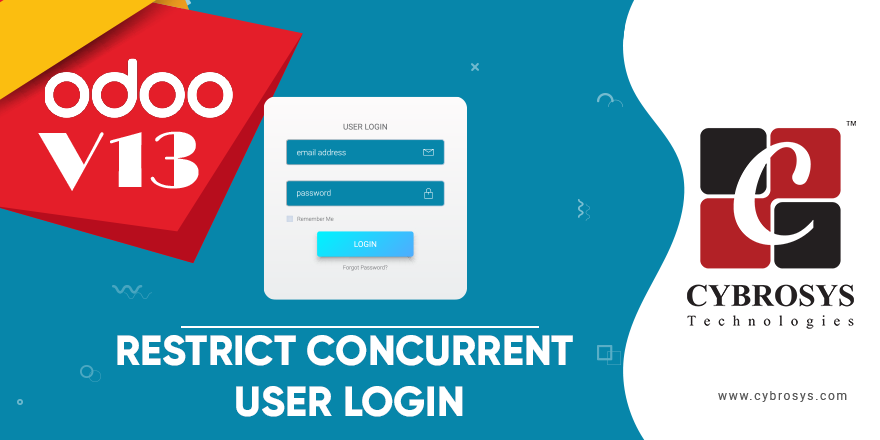 odoo
V13
USER LOGIN
email address
password
Remember Me
LOGIN
Forgot Password?
RESTRICT CONCURRENT
USER LOGIN
TM
C
CYBROSYS
Technologies
www.cybrosys.com